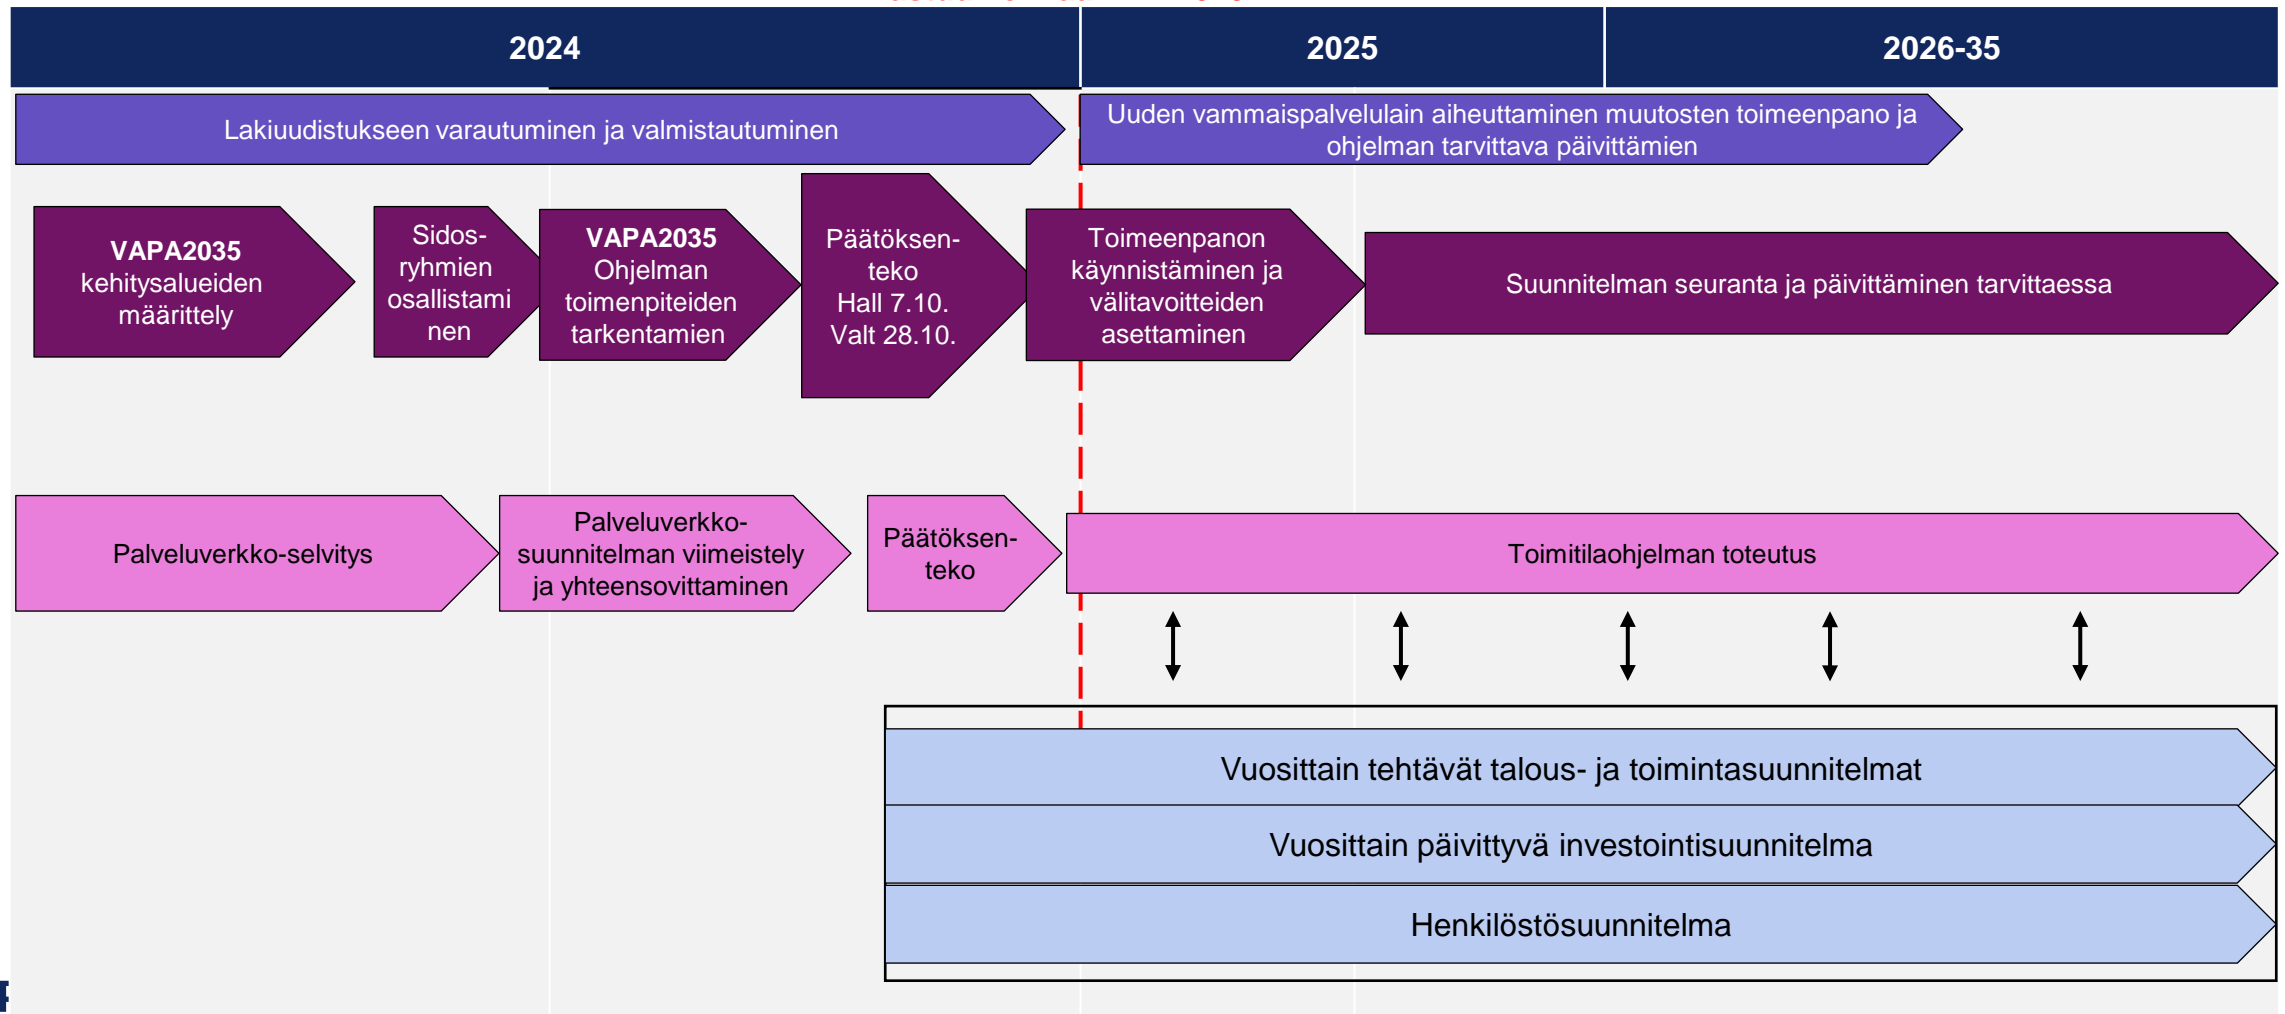 2024
2025
2026-35
Lakiuudistukseen varautuminen ja valmistautuminen
Uuden vammaispalvelulain aiheuttaminen muutosten toimeenpano ja
ohjelman tarvittava päivittämien
VAPA2035
kehitysalueiden
määrittely
Sidos-
ryhmien
osallistami
nen
VAPA2035
Ohjelman
toimenpiteiden
tarkentamien
Päätöksen-
teko
Hall 7.10.
Valt 28.10.
Toimeenpanon
käynnistäminen ja
välitavoitteiden
asettaminen
Suunnitelman seuranta ja päivittäminen tarvittaessa
Palveluverkko-selvitys
Palveluverkko-
suunnitelman viimeistely
ja yhteensovittaminen
Päätöksen-
teko
Toimitilaohjelman toteutus
Vuosittain tehtävät talous- ja toimintasuunnitelmat
Vuosittain päivittyvä investointisuunnitelma
Henkilöstösuunnitelma